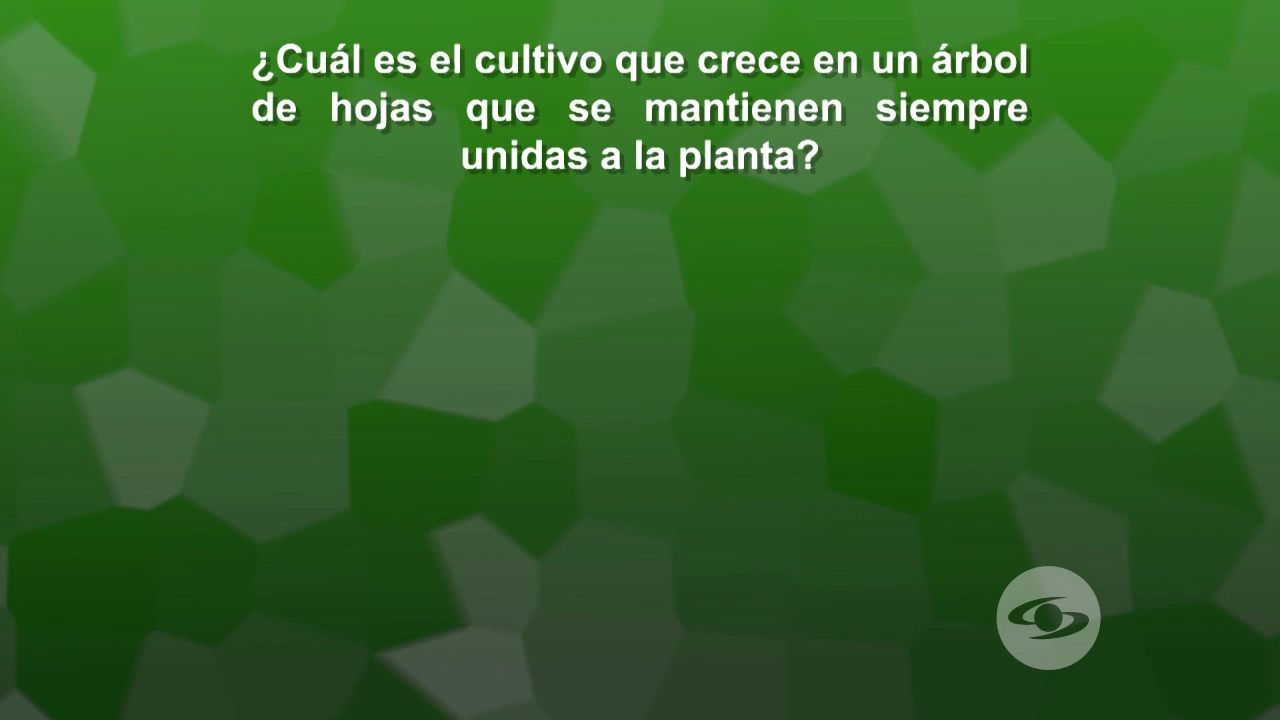 ¿Cuál es el cultivo que crece en un árbol
de hojas que se mantienen siempre
unidas a la planta?